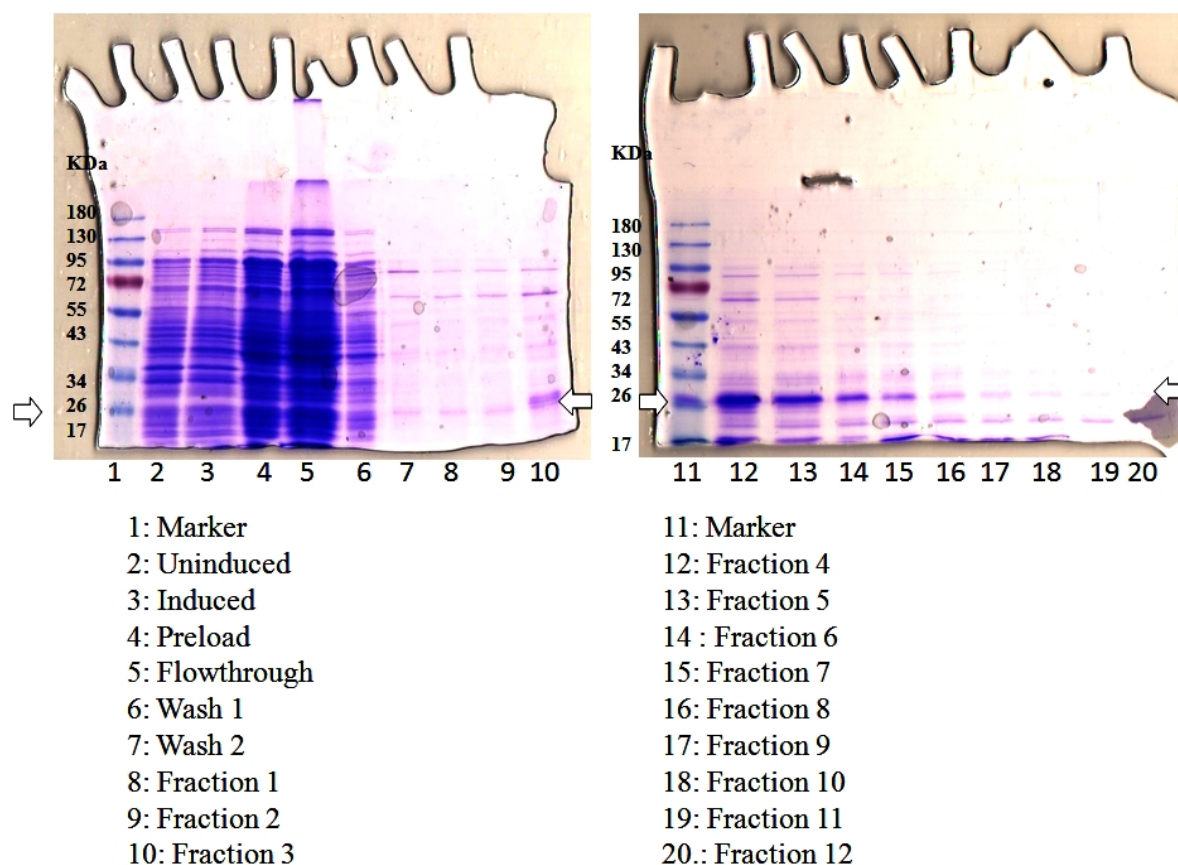 KDa
180
130
95
72
55
43
34
26
17
1 2 3 4 5 6 7 8 9 10
KDa
180
130
95
72
55
43
34
26
17
11 12 13 14 15 16 17 18 19 20
1: Marker
2: Uninduced
3: Induced
4: Preload
5: Flowthrough
6: Wash 1
7: Wash 2
8: Fraction 1
9: Fraction 2
10: Fraction 3
11: Marker
12: Fraction 4
13: Fraction 5
14 : Fraction 6
15: Fraction 7
16: Fraction 8
17: Fraction 9
18: Fraction 10
19: Fraction 11
20.: Fraction 12